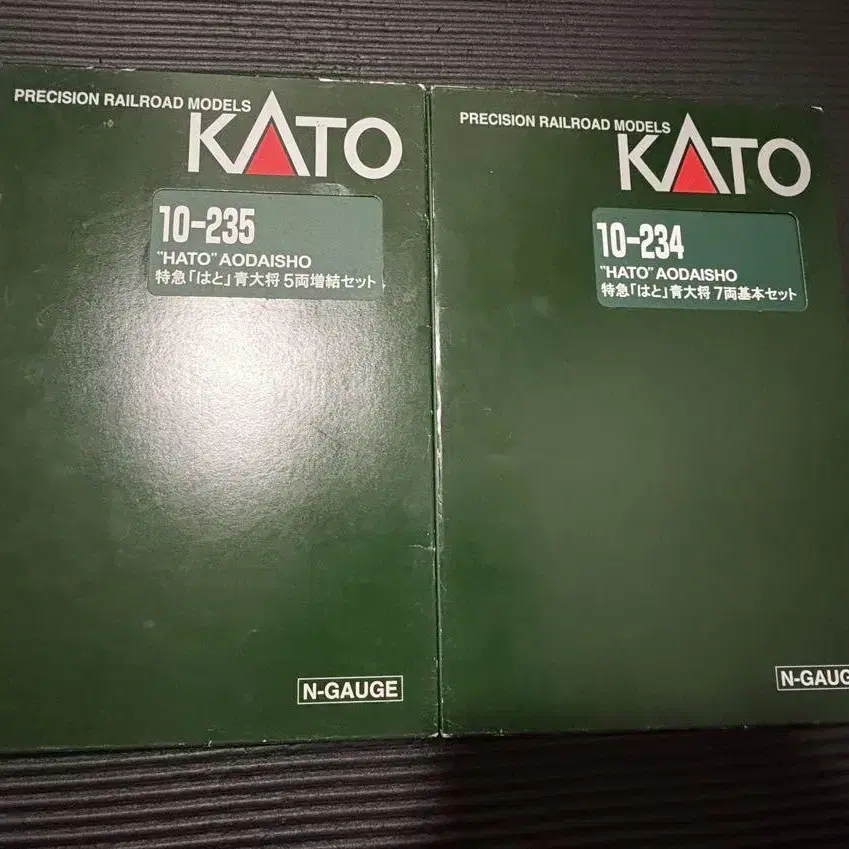 PRECISION RAILROAD MODELS
KATO
10-235
"HATO" AODAISHO
特急「はと」青大将 5両増結セット
N-GAUGE
PRECISION RAILROAD MODELS
KATO
10-234
"HATO" AODAISHO
特急「はと」青大将 7両基本セット
N-GAUG